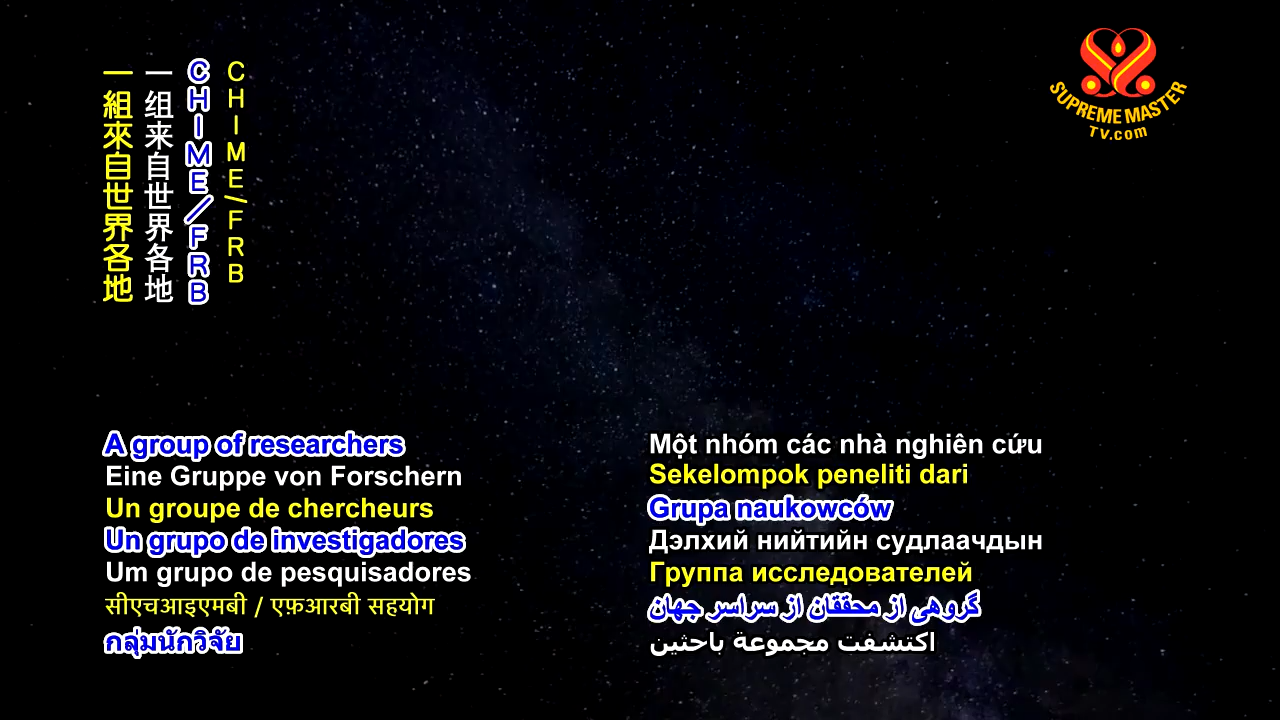 一組來自世界各地
一组来自世界各地
CHIME/FRB
CHIME/FRB
SUPREME MASTER
TV.com
A group of researchers
Eine Gruppe von Forschern
Un groupe de chercheurs
Un grupo de investigadores
Um grupo de pesquisadores
सीएचआइएमबी / एफ़आरबी सहयोग
กลุ่มนักวิจัย
Một nhóm các nhà nghiên cứu
Sekelompok peneliti dari
Grupa naukowców
Дэлхий нийтийн судлаачдын
Группа исследователей
گروهی از محققان از سراسر جهان
اكتشفت مجموعة باحثين